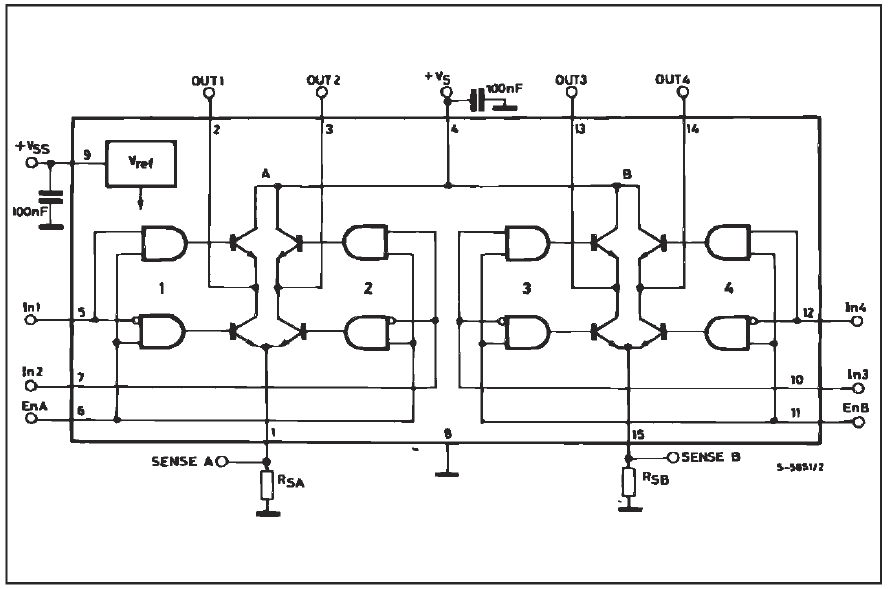 OUT1 OUT2 +VS 100nF OUT3 OUT4
2 3 4 13 14
+VSS 9 Vref A B
100nF
1 2 3 4
In1 5 12 In4
In2 7 10 In3
EnA 6 11 EnB
1 8 15
SENSE A SENSE B S-5851/2
RSA RSB